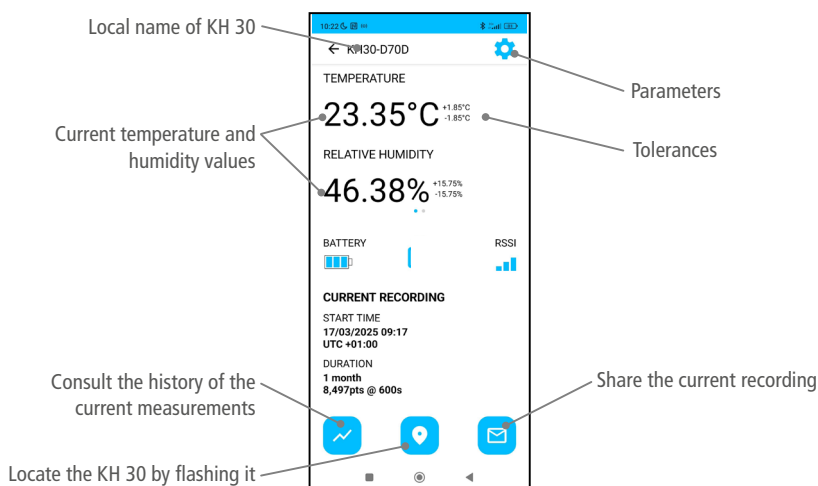 Local name of KH 30
10:22
KH30-D70D
TEMPERATURE
Parameters
23.35°C +1.85°C
-1.85°C
Current temperature and
humidity values
Tolerances
RELATIVE HUMIDITY
46.38% +15.75%
-15.75%
BATTERY RSSI
CURRENT RECORDING
START TIME
17/03/2025 09:17
UTC +01:00
DURATION
1 month
8,497pts @ 600s
Consult the history of the
current measurements
Share the current recording
Locate the KH 30 by flashing it